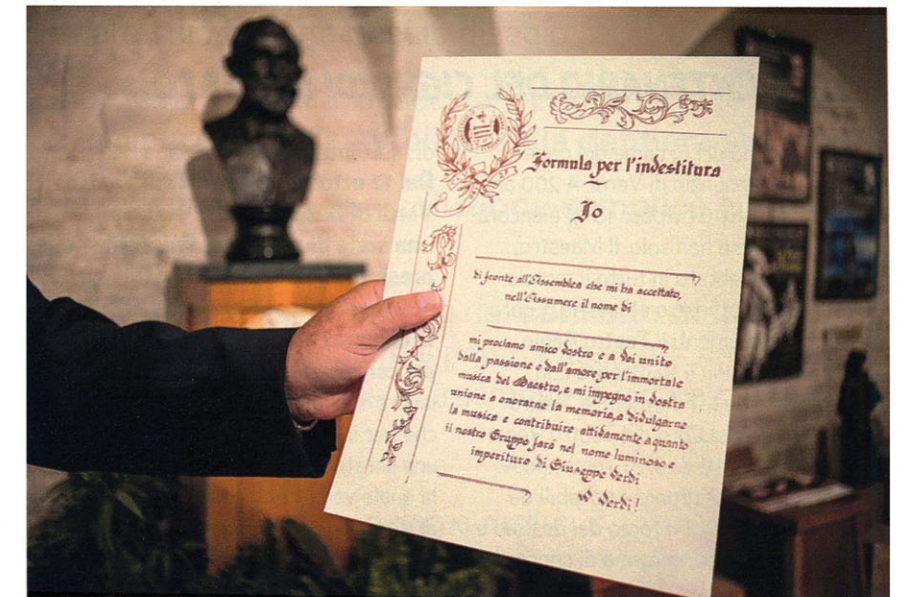 Formula per l'investitura
Io
di fronte all'Assemblea che mi ha accettato,
nell'Assumere il nome di
mi proclamo amico vostro e a voi unito
dalla passione e dall'amore per l'immortale
musica del Maestro, e mi impegno in vostra
unione a onorarne la memoria, a divulgarne
la musica e contribuire attivamente a quanto
il nostro Gruppo farà nel nome luminoso e
imperituro di Giuseppe Verdi
W Verdi!